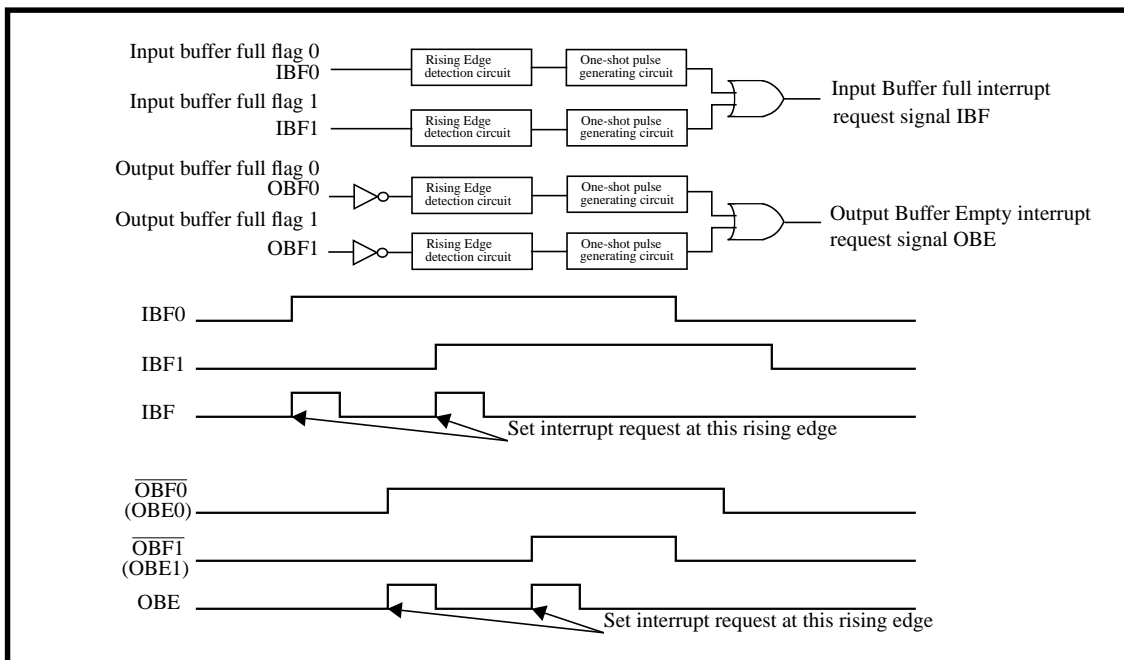 Input buffer full flag 0
IBF0
Rising Edge
detection circuit
One-shot pulse
generating circuit
Input buffer full flag 1
IBF1
Rising Edge
detection circuit
One-shot pulse
generating circuit
Input Buffer full interrupt
request signal IBF
Output buffer full flag 0
OBF0
Rising Edge
detection circuit
One-shot pulse
generating circuit
Output buffer full flag 1
OBF1
Rising Edge
detection circuit
One-shot pulse
generating circuit
Output Buffer Empty interrupt
request signal OBE
IBF0
IBF1
IBF
Set interrupt request at this rising edge
OBF0
(OBE0)
OBF1
(OBE1)
OBE
Set interrupt request at this rising edge